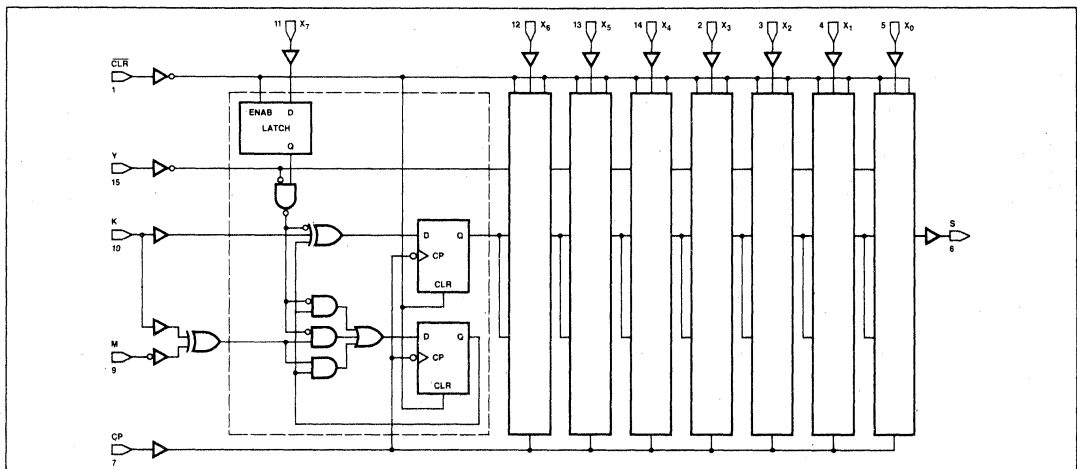 11 X7
12 X6
13 X5
14 X4
2 X3
3 X2
4 X1
5 X0
CLR
1
ENAB D
LATCH
Q
Y
15
K
10
D Q
CP
CLR
S
6
M
9
D Q
CP
CLR
CP
7